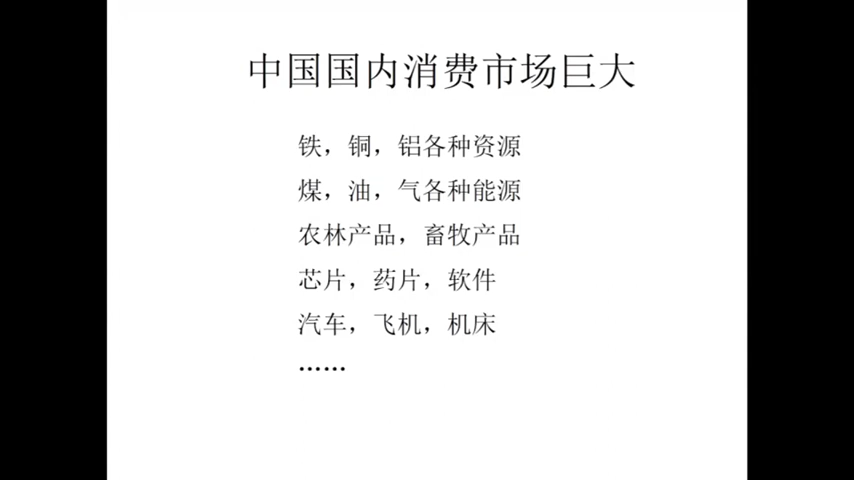 中国国内消费市场巨大
铁，铜，铝各种资源
煤，油，气各种能源
农林产品，畜牧产品
芯片，药片，软件
汽车，飞机，机床
……